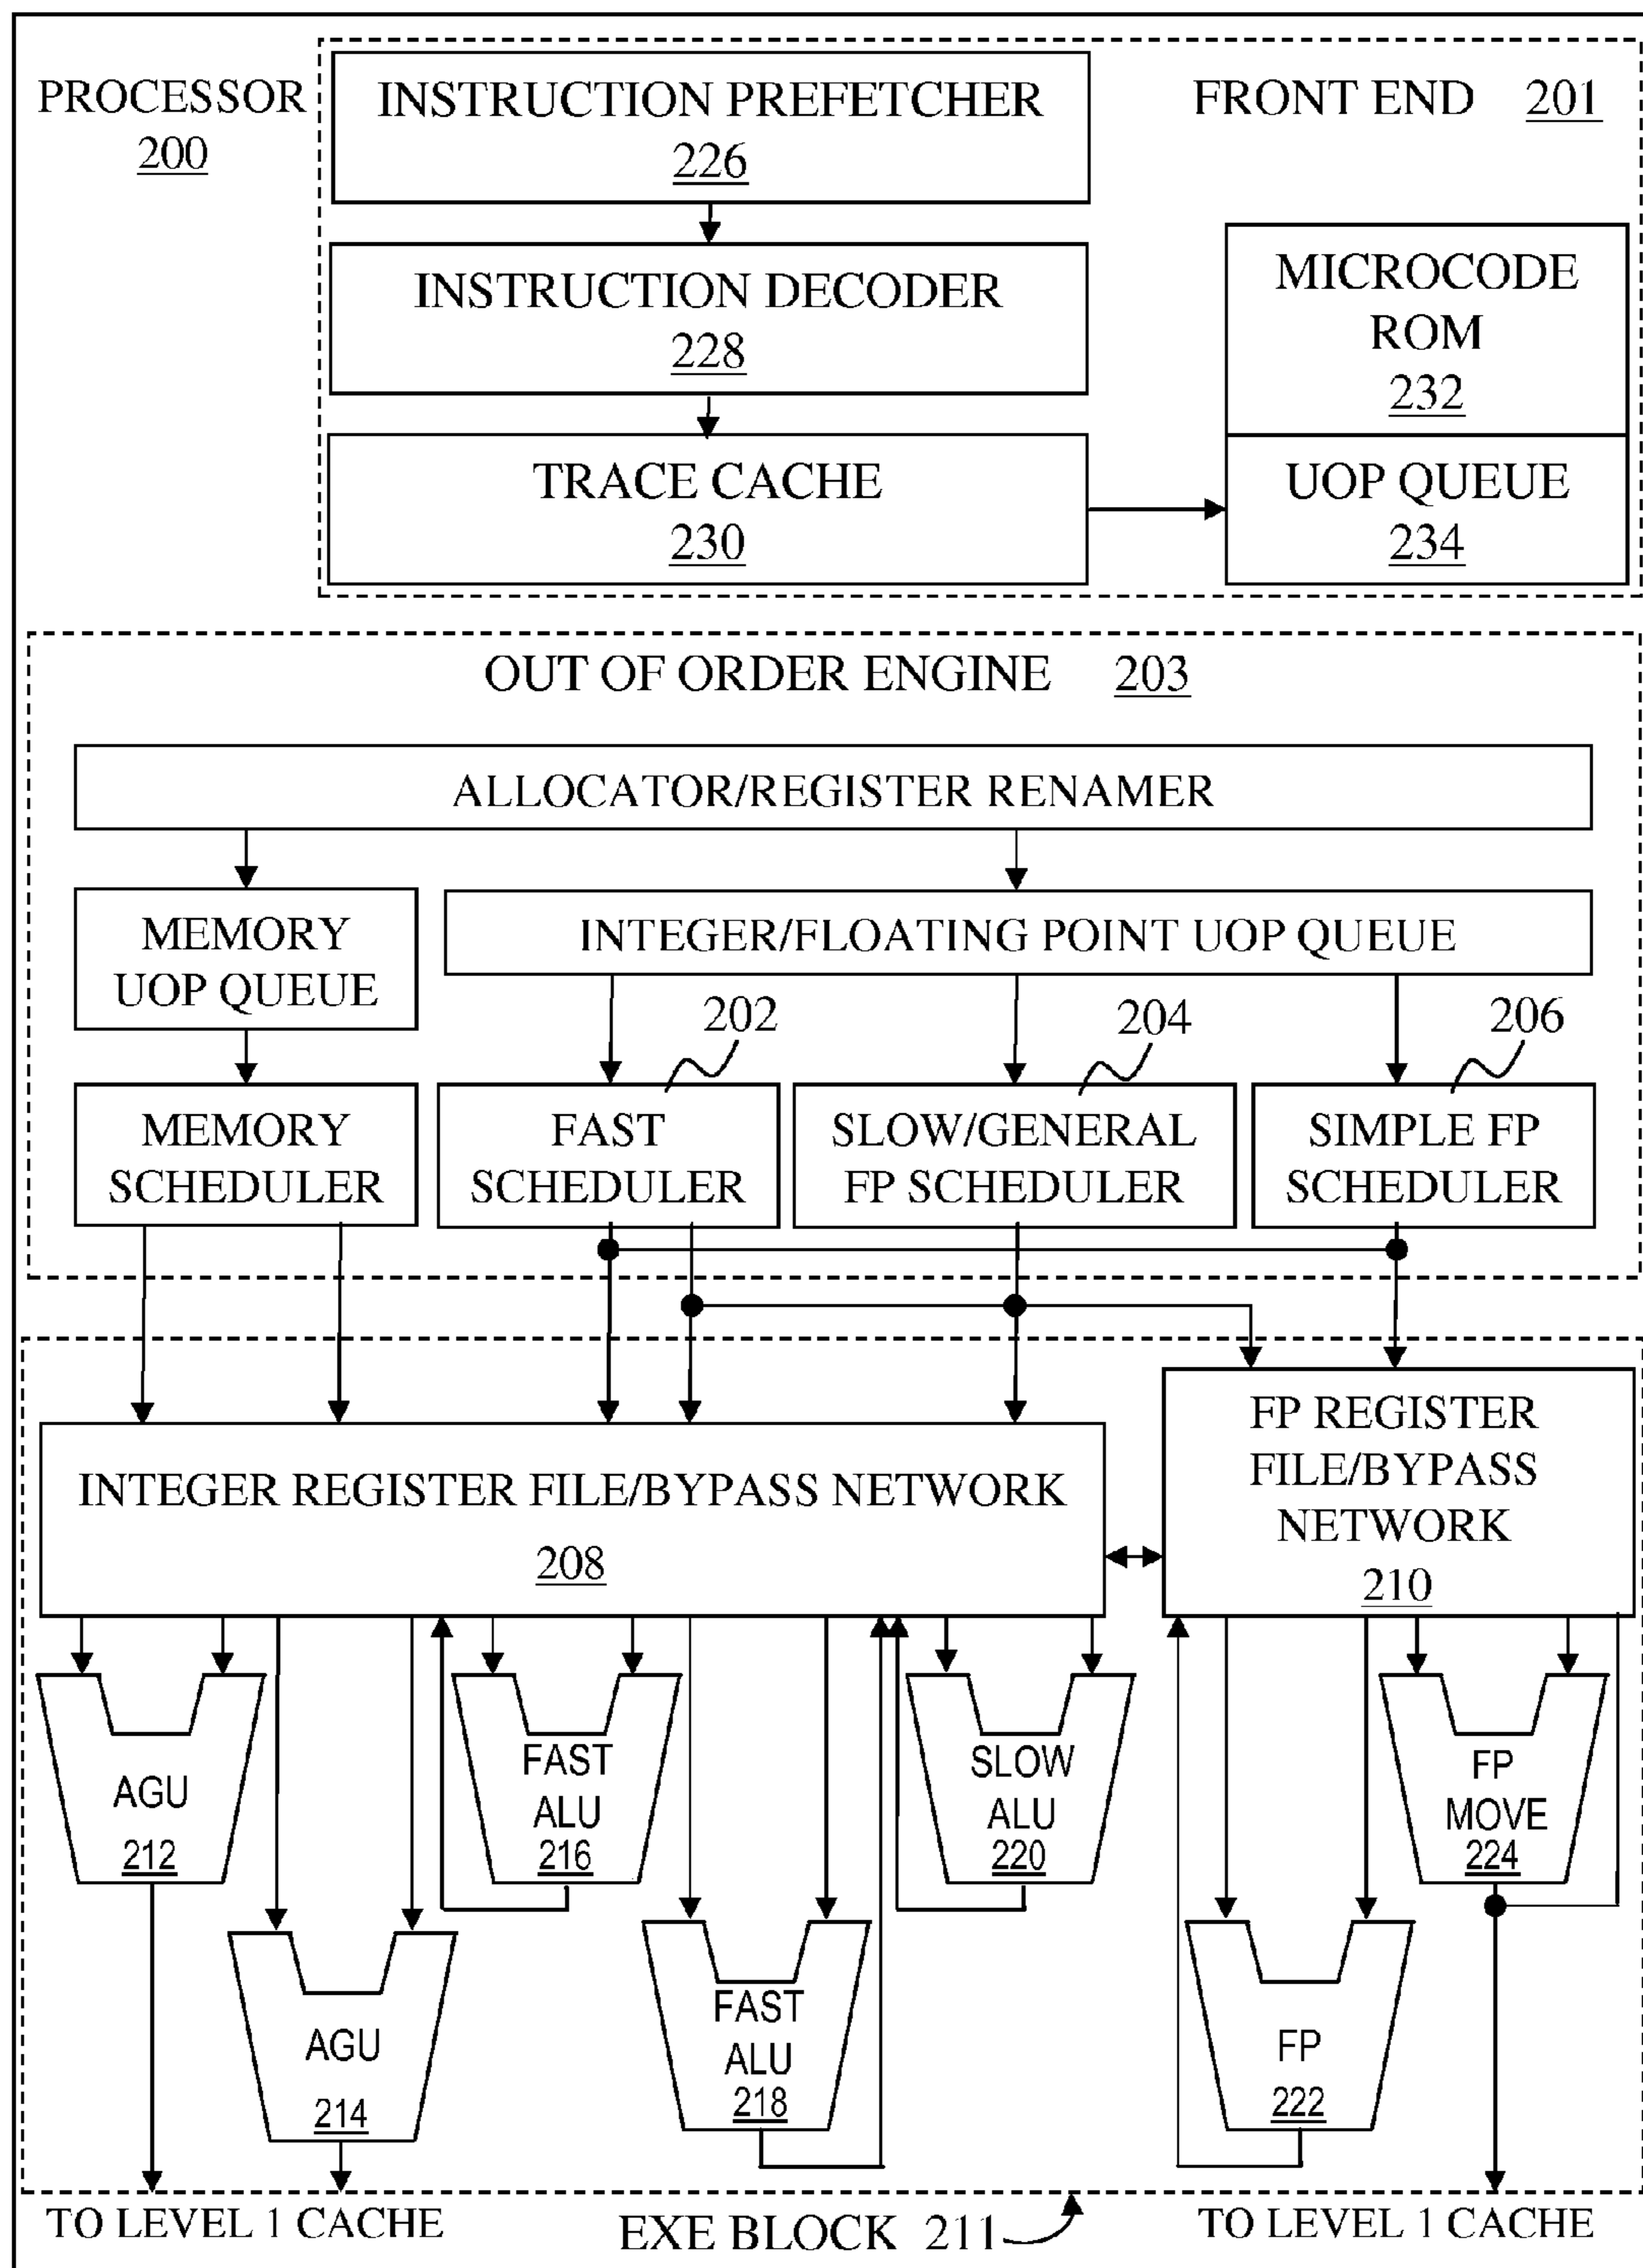 PROCESSOR
200
INSTRUCTION PREFETCHER
226
FRONT END 201
INSTRUCTION DECODER
228
MICROCODE
ROM
232
TRACE CACHE
230
UOP QUEUE
234
OUT OF ORDER ENGINE 203
ALLOCATOR/REGISTER RENAMER
MEMORY
UOP QUEUE
INTEGER/FLOATING POINT UOP QUEUE
202
204
206
MEMORY
SCHEDULER
FAST
SCHEDULER
SLOW/GENERAL
FP SCHEDULER
SIMPLE FP
SCHEDULER
INTEGER REGISTER FILE/BYPASS NETWORK
208
FP REGISTER
FILE/BYPASS
NETWORK
210
AGU
212
FAST
ALU
216
SLOW
ALU
220
FP
MOVE
224
AGU
214
FAST
ALU
218
FP
222
TO LEVEL 1 CACHE
EXE BLOCK 211
TO LEVEL 1 CACHE